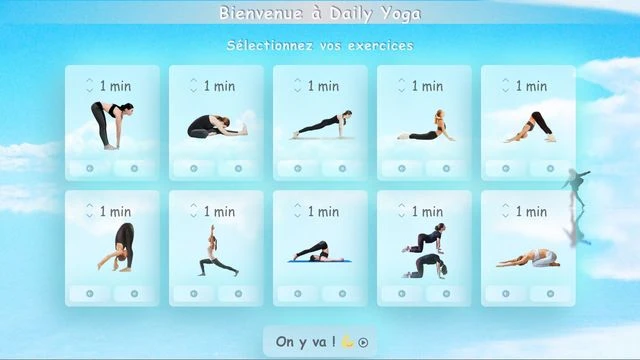 Bienvenue à Daily Yoga
Sélectionnez vos exercices
1 min 1 min 1 min 1 min 1 min
1 min 1 min 1 min 1 min 1 min
On y va ! 💪